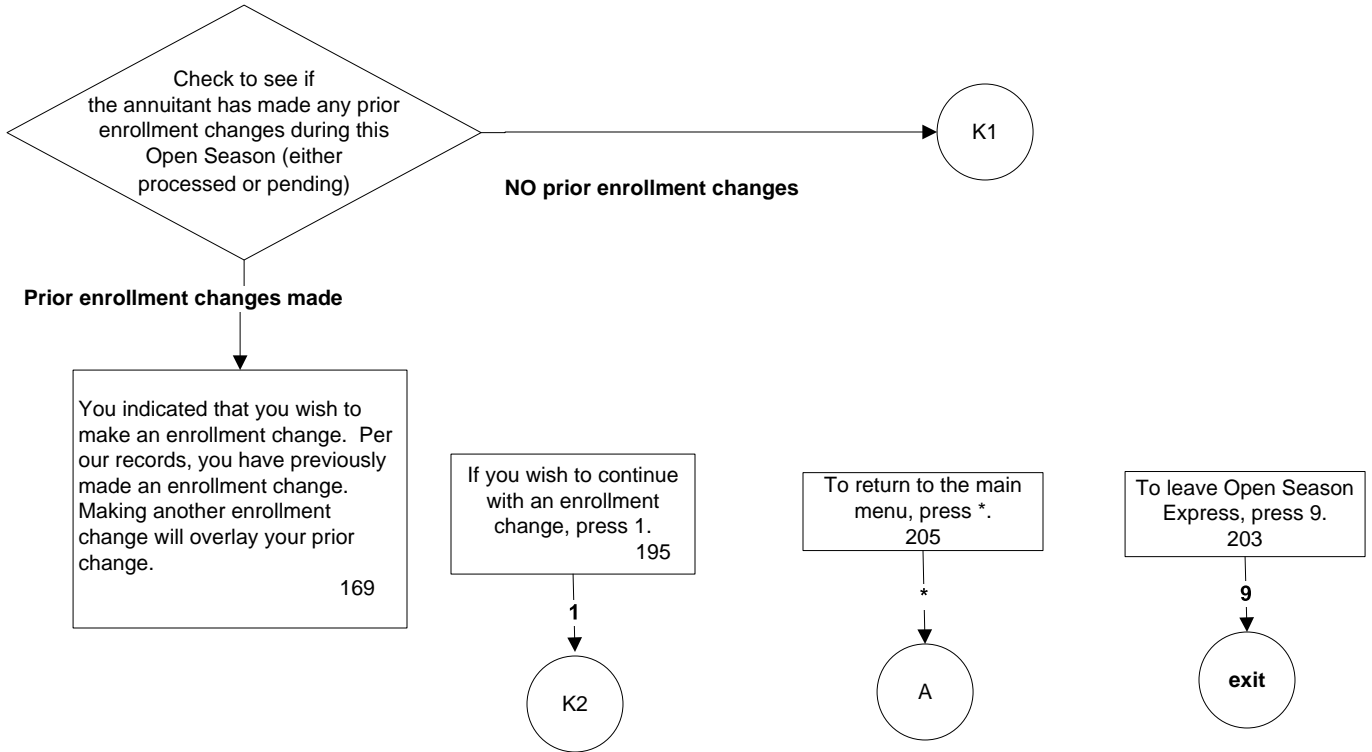 Check to see if
the annuitant has made any prior
enrollment changes during this
Open Season (either
processed or pending)
K1
NO prior enrollment changes
Prior enrollment changes made
You indicated that you wish to
make an enrollment change. Per
our records, you have previously
made an enrollment change.
Making another enrollment
change will overlay your prior
change.
169
If you wish to continue
with an enrollment
change, press 1.
195
1
K2
To return to the main
menu, press *.
205
*
A
To leave Open Season
Express, press 9.
203
9
exit